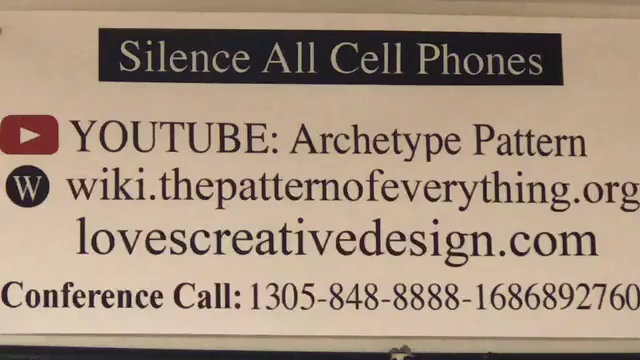 Silence All Cell Phones
YOUTUBE: Archetype Pattern
W wiki.thepatternofeverything.org
lovescreativedesign.com
Conference Call: 1305-848-8888-1686892760